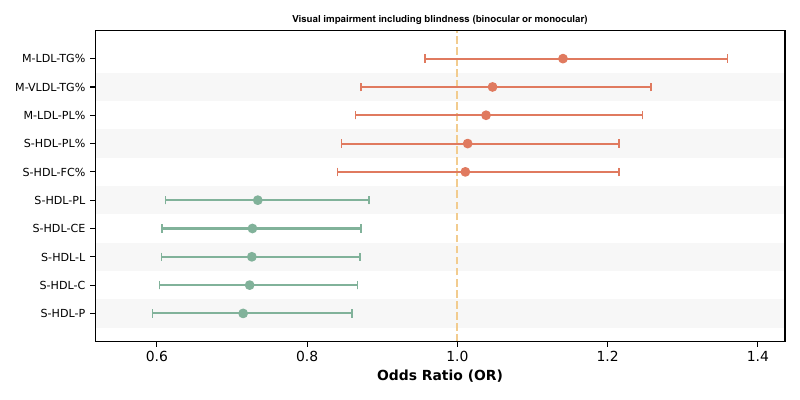 Visual impairment including blindness (binocular or monocular)
M-LDL-TG%
M-VLDL-TG%
M-LDL-PL%
S-HDL-PL%
S-HDL-FC%
S-HDL-PL
S-HDL-CE
S-HDL-L
S-HDL-C
S-HDL-P
0.6 0.8 1.0 1.2 1.4
Odds Ratio (OR)